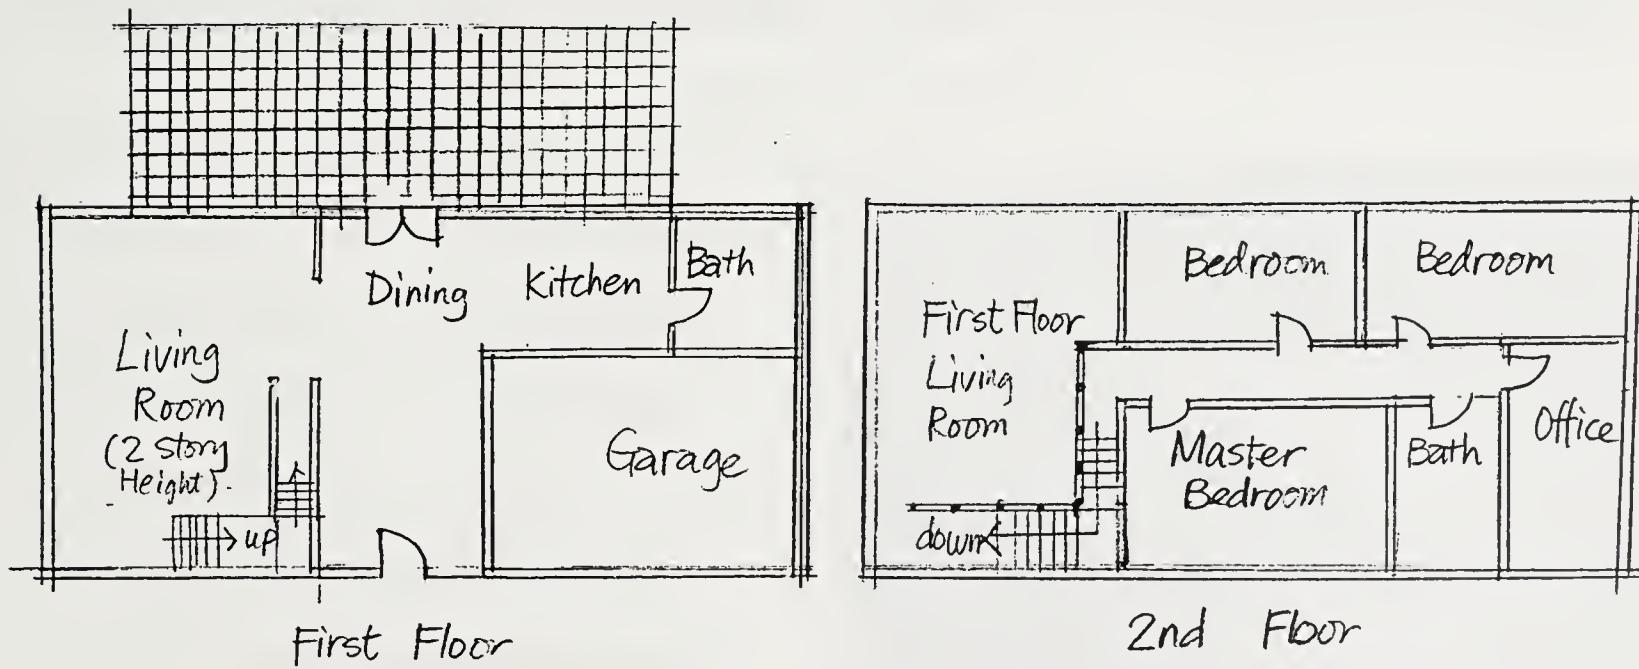 Bath
Dining
Kitchen
Living
Room
(2 Story
Height)
Garage
up
First Floor
Bedroom
Bedroom
First Floor
Living
Room
Master
Bedroom
Bath
Office
down
2nd Floor